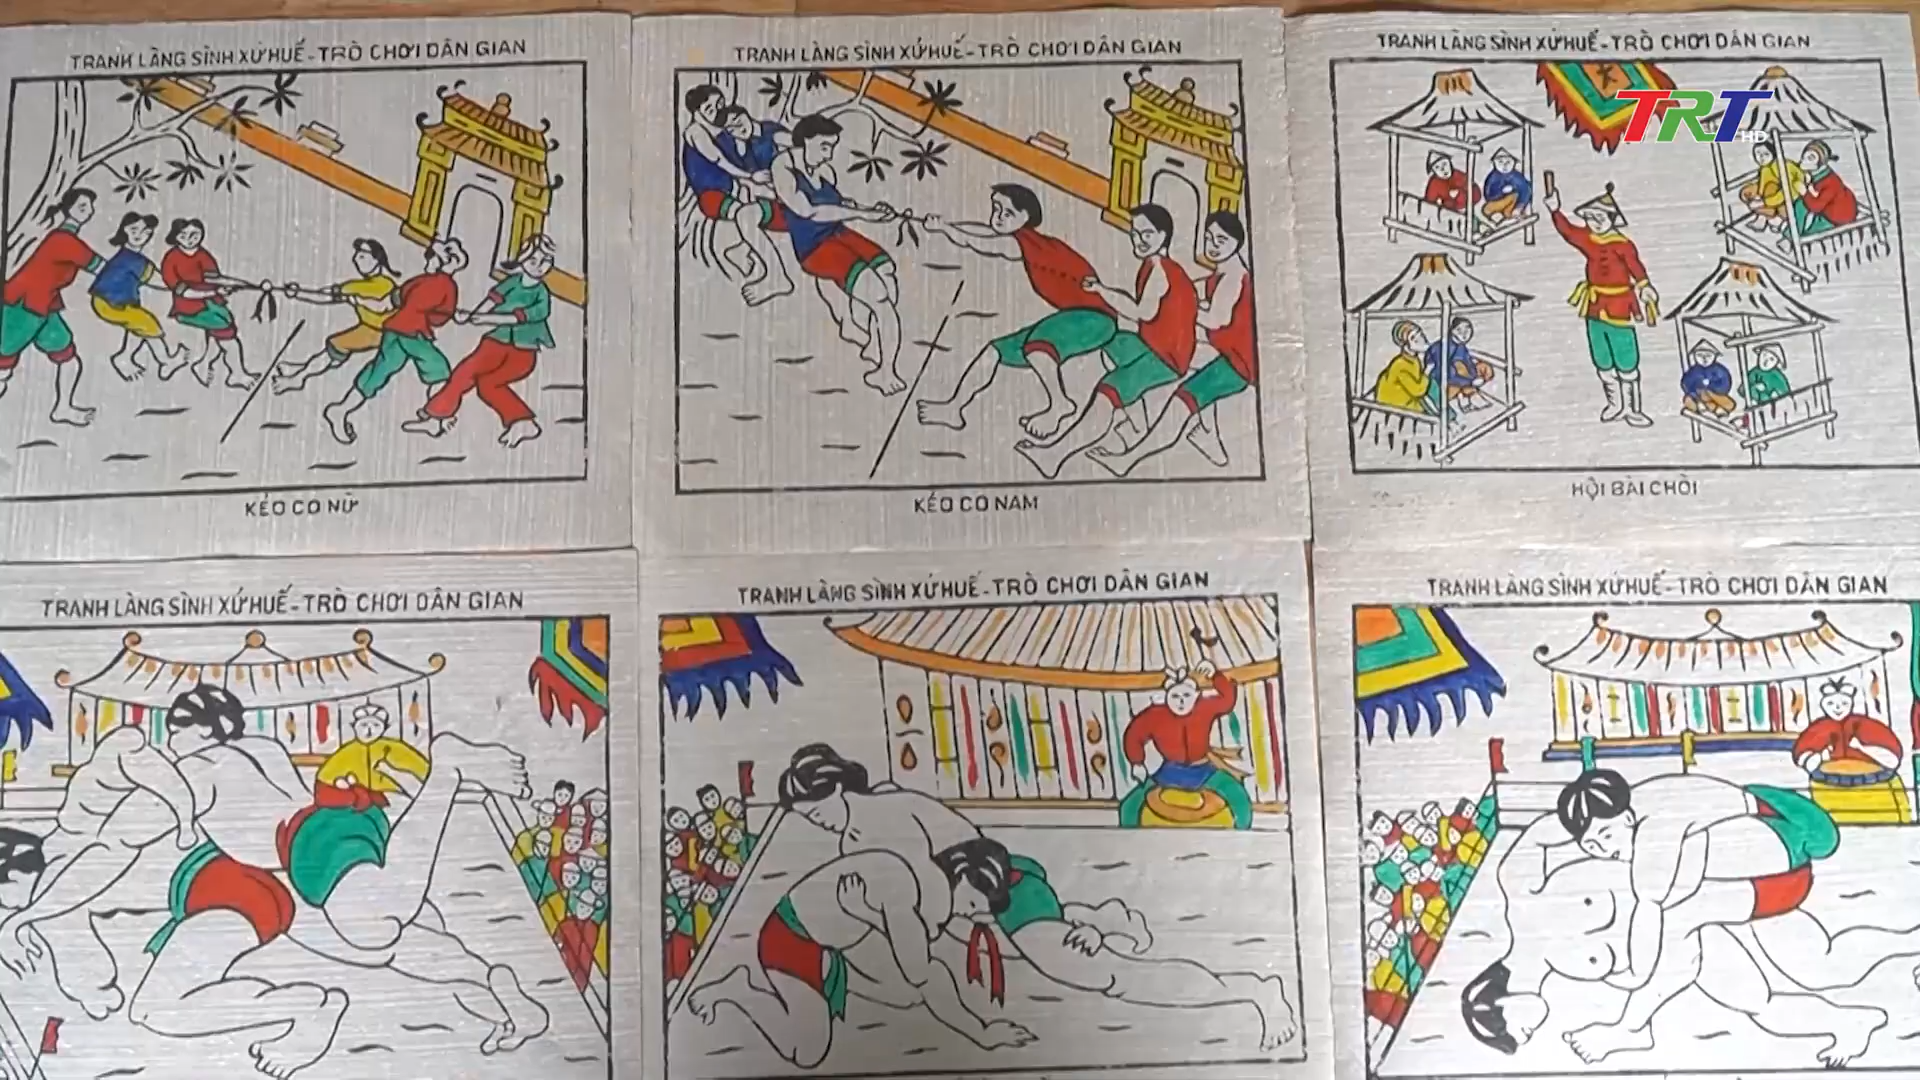 TRANH LÀNG SÌNH XỨ HUẾ - TRÒ CHƠI DÂN GIAN
KÉO CO NỮ
TRANH LÀNG SÌNH XỨ HUẾ - TRÒ CHƠI DÂN GIAN
KÉO CO NAM
TRANH LÀNG SÌNH XỨ HUẾ - TRÒ CHƠI DÂN GIAN
TRT HD
HỘI BÀI CHÒI
TRANH LÀNG SÌNH XỨ HUẾ - TRÒ CHƠI DÂN GIAN
TRANH LÀNG SÌNH XỨ HUẾ - TRÒ CHƠI DÂN GIAN
TRANH LÀNG SÌNH XỨ HUẾ - TRÒ CHƠI DÂN GIAN